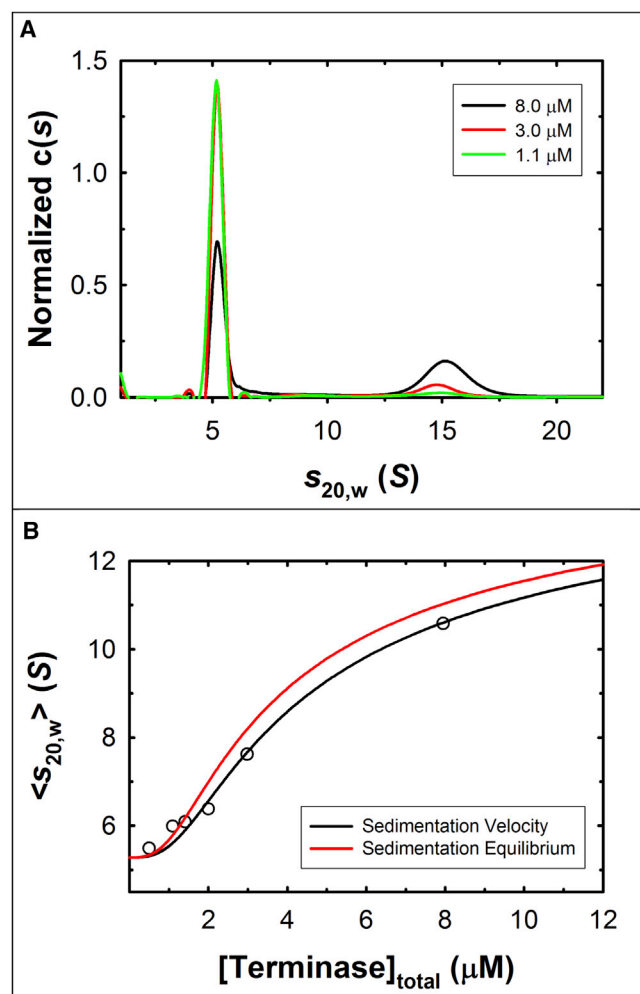 A
1.5
1.0
0.5
0.0
Normalized c(s)
8.0 μM
3.0 μM
1.1 μM
5
10
15
20
s20,w (S)
B
12
10
8
6
<s20,w> (S)
Sedimentation Velocity
Sedimentation Equilibrium
2
4
6
8
10
12
[Terminase]total (μM)